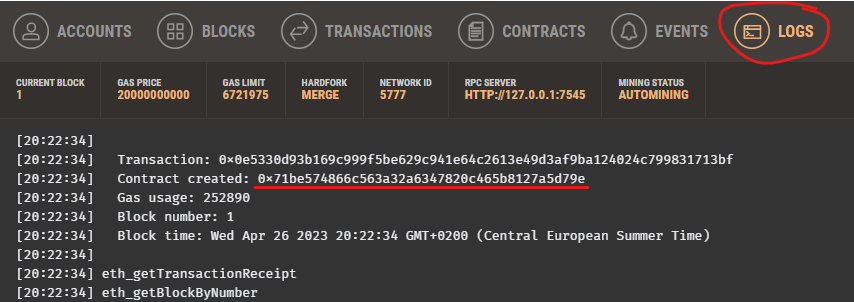 ACCOUNTS BLOCKS TRANSACTIONS CONTRACTS EVENTS LOGS
CURRENT BLOCK GAS PRICE GAS LIMIT HARDFORK NETWORK ID RPC SERVER MINING STATUS
1 20000000000 6721975 MERGE 5777 HTTP://127.0.0.1:7545 AUTOMINING
[20:22:34]
[20:22:34] Transaction: 0×0e5330d93b169c999f5be629c941e64c2613e49d3af9ba124024c799831713bf
[20:22:34] Contract created: 0×71be574866c563a32a6347820c465b8127a5d79e
[20:22:34] Gas usage: 252890
[20:22:34] Block number: 1
[20:22:34] Block time: Wed Apr 26 2023 20:22:34 GMT+0200 (Central European Summer Time)
[20:22:34]
[20:22:34] eth_getTransactionReceipt
[20:22:34] eth_getBlockByNumber